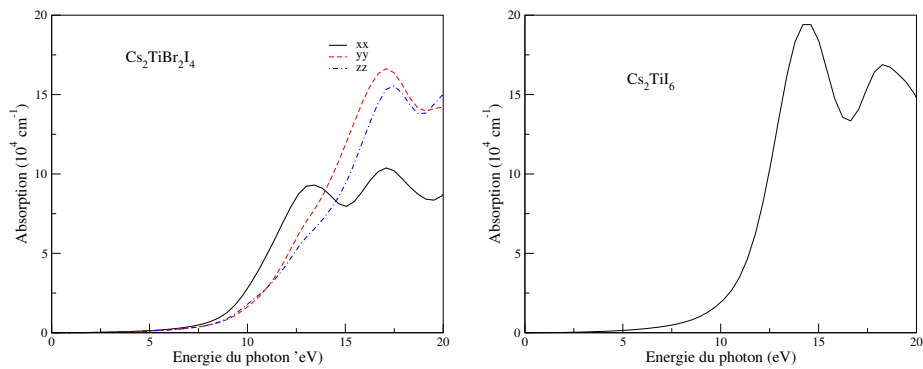 Cs2TiBr2I4
xx
yy
zz
Absorption (10^4 cm^-1)
20
15
10
5
0
0
5
10
15
20
Energie du photon ’eV)
Cs2TiI6
Absorption (10^4 cm^-1)
20
15
10
5
0
0
5
10
15
20
Energie du photon (eV)